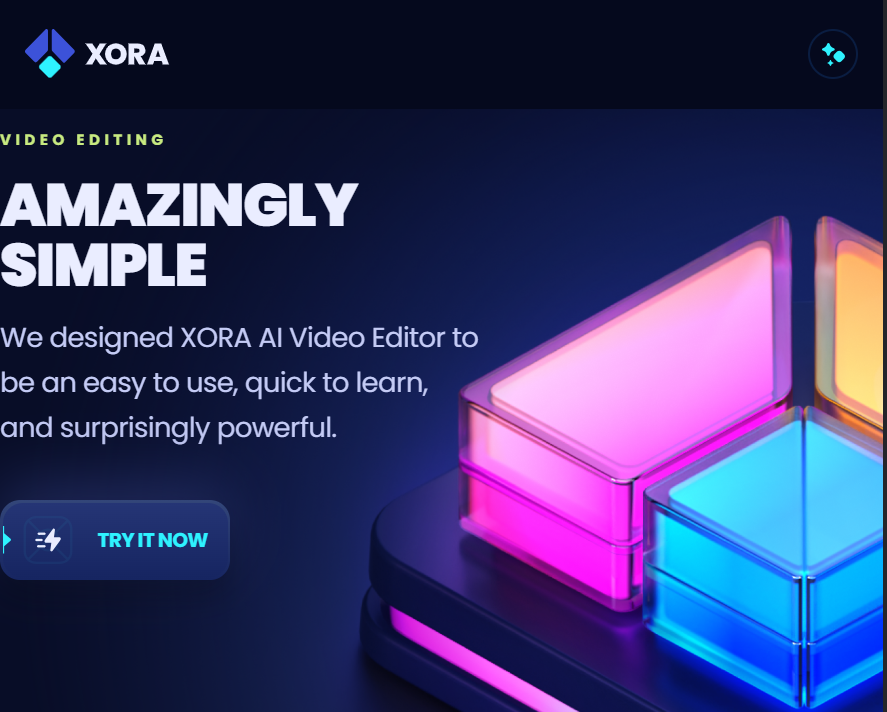 XORA
VIDEO EDITING
AMAZINGLY
SIMPLE
We designed XORA AI Video Editor to
be an easy to use, quick to learn,
and surprisingly powerful.
TRY IT NOW